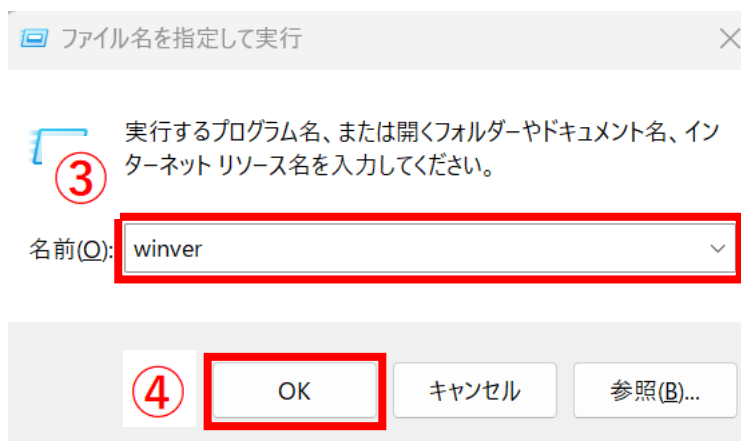 ファイル名を指定して実行
実行するプログラム名、または開くフォルダーやドキュメント名、イン
ターネット リソース名を入力してください。
③
名前(O): winver
④ OK キャンセル 参照(B)...